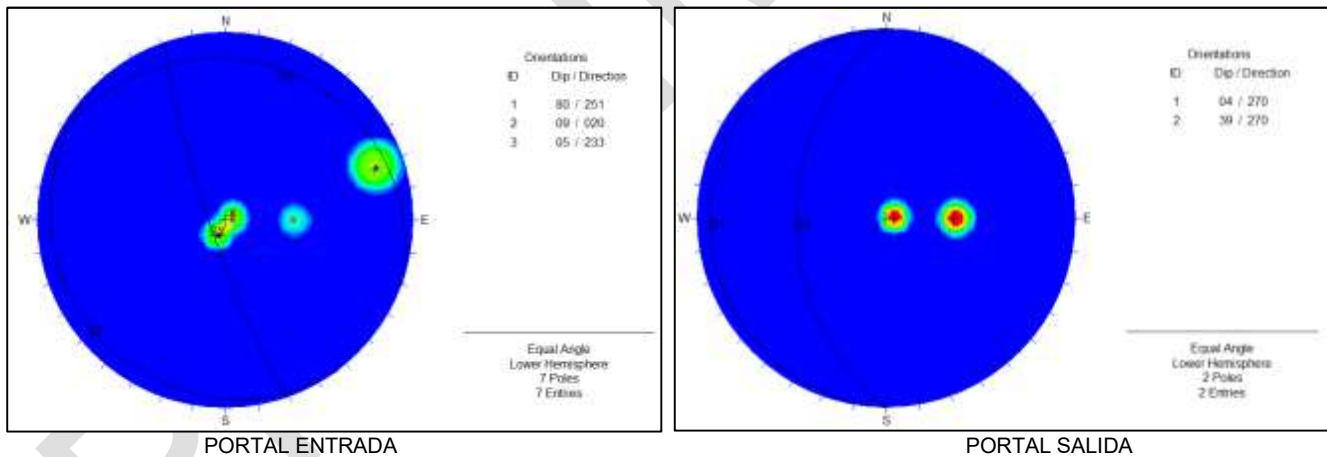 N
W
E
S
Orientations
ID Dip / Direction
1 80 / 251
2 09 / 020
3 05 / 233
Equal Angle
Lower Hemisphere
7 Poles
7 Entries
PORTAL ENTRADA
N
W
E
S
Orientations
ID Dip / Direction
1 04 / 270
2 39 / 270
Equal Angle
Lower Hemisphere
2 Poles
2 Entries
PORTAL SALIDA